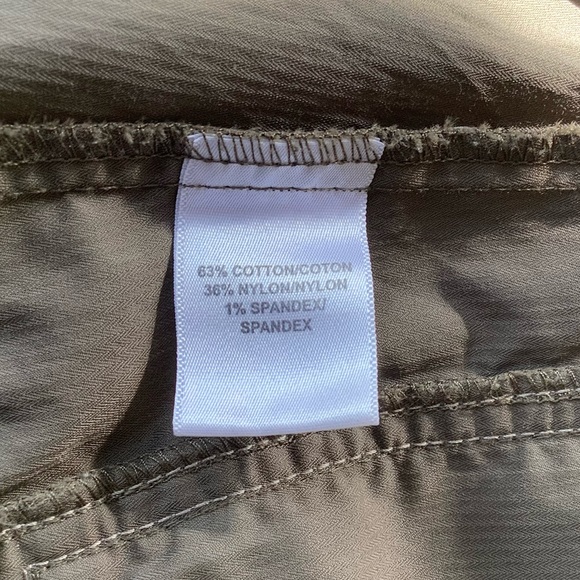 63% COTTON/COTON
36% NYLON/NYLON
1% SPANDEX/
SPANDEX